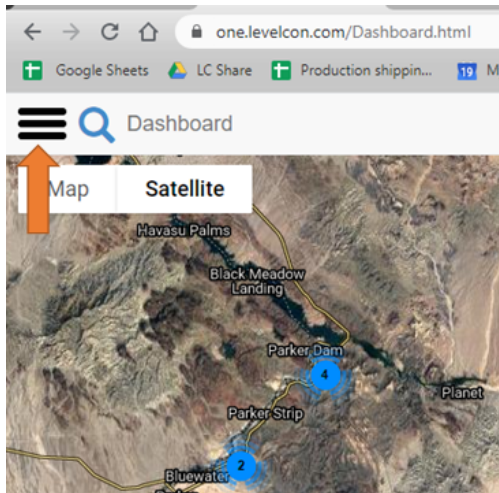 one.levelcon.com/Dashboard.html
Google Sheets LC Share Production shippin... 19 M
Dashboard
Map Satellite
Havasu Palms
Black Meadow
Landing
Parker Dam
4
Planet
Parker Strip
2
Bluewater